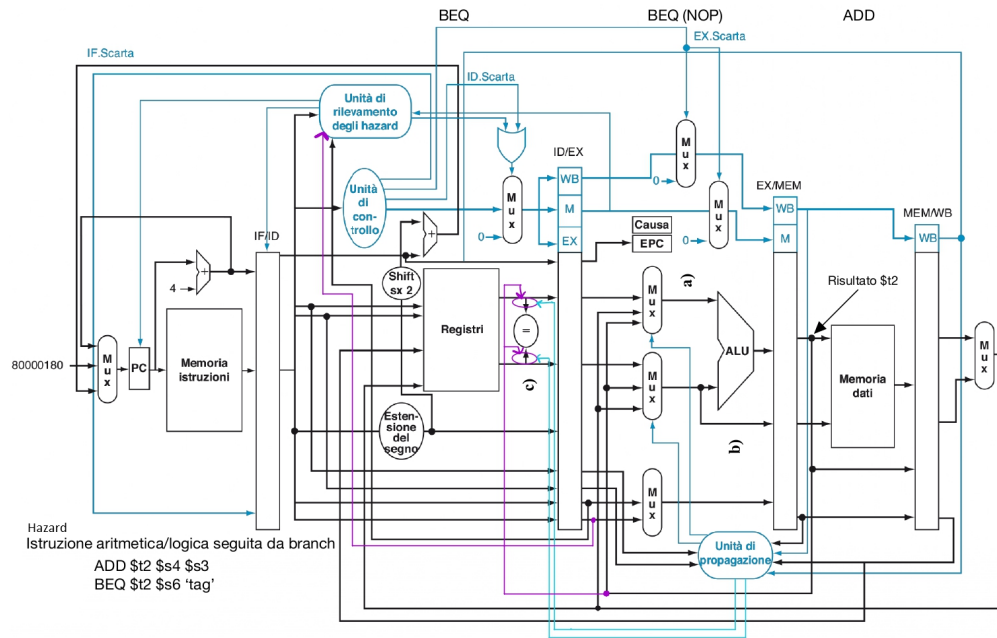 BEQ
BEQ (NOP)
ADD
IF.Scarta
EX.Scarta
ID.Scarta
Unità di
rilevamento
degli hazard
Unità
di
con-
trollo
Mux
0
ID/EX
WB
M
EX
Mux
0
Mux
0
Causa
EPC
EX/MEM
WB
M
MEM/WB
WB
IF/ID
+
4
+
Shift
sx 2
Registri
=
c)
Mux
a)
ALU
Risultato $t2
80000180
Mux
PC
Memoria
istruzioni
Mux
b)
Memoria
dati
Mux
Esten-
sione
del
segno
Mux
Unità di
propagazione
Hazard
Istruzione aritmetica/logica seguita da branch
ADD $t2 $s4 $s3
BEQ $t2 $s6 ‘tag’